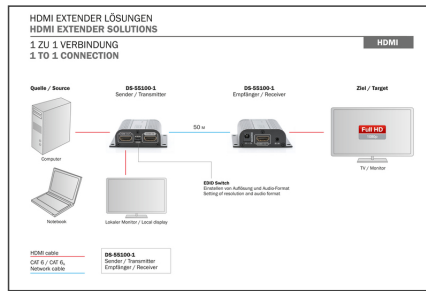 HDMI EXTENDER LÖSUNGEN
HDMI EXTENDER SOLUTIONS
1 ZU 1 VERBINDUNG
1 TO 1 CONNECTION
HDMI
Quelle / Source
DS-55100-1
Sender / Transmitter
DS-55100-1
Empfänger / Receiver
Ziel / Target
50 M
Full HD
Computer
TV / Monitor
EDID Switch
Einstellen von Auflösung und Audio-Format
Setting of resolution and audio format
Notebook
Lokaler Monitor / Local display
HDMI cable
CAT 6 / CAT 6A
Network cable
DS-55100-1
Sender / Transmitter
Empfänger / Receiver